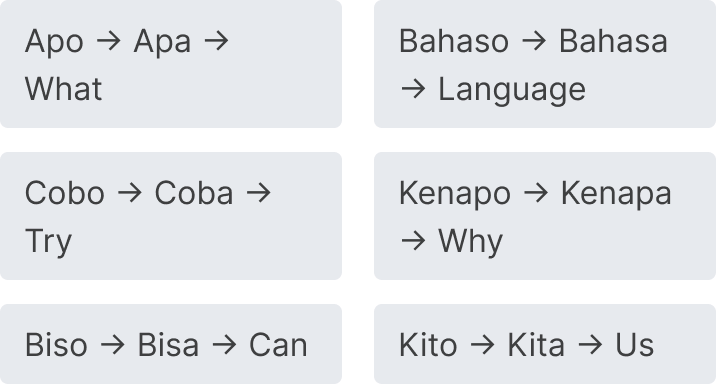 Apo → Apa →
What
Bahaso → Bahasa
→ Language
Cobo → Coba →
Try
Kenapo → Kenapa
→ Why
Biso → Bisa → Can
Kito → Kita → Us